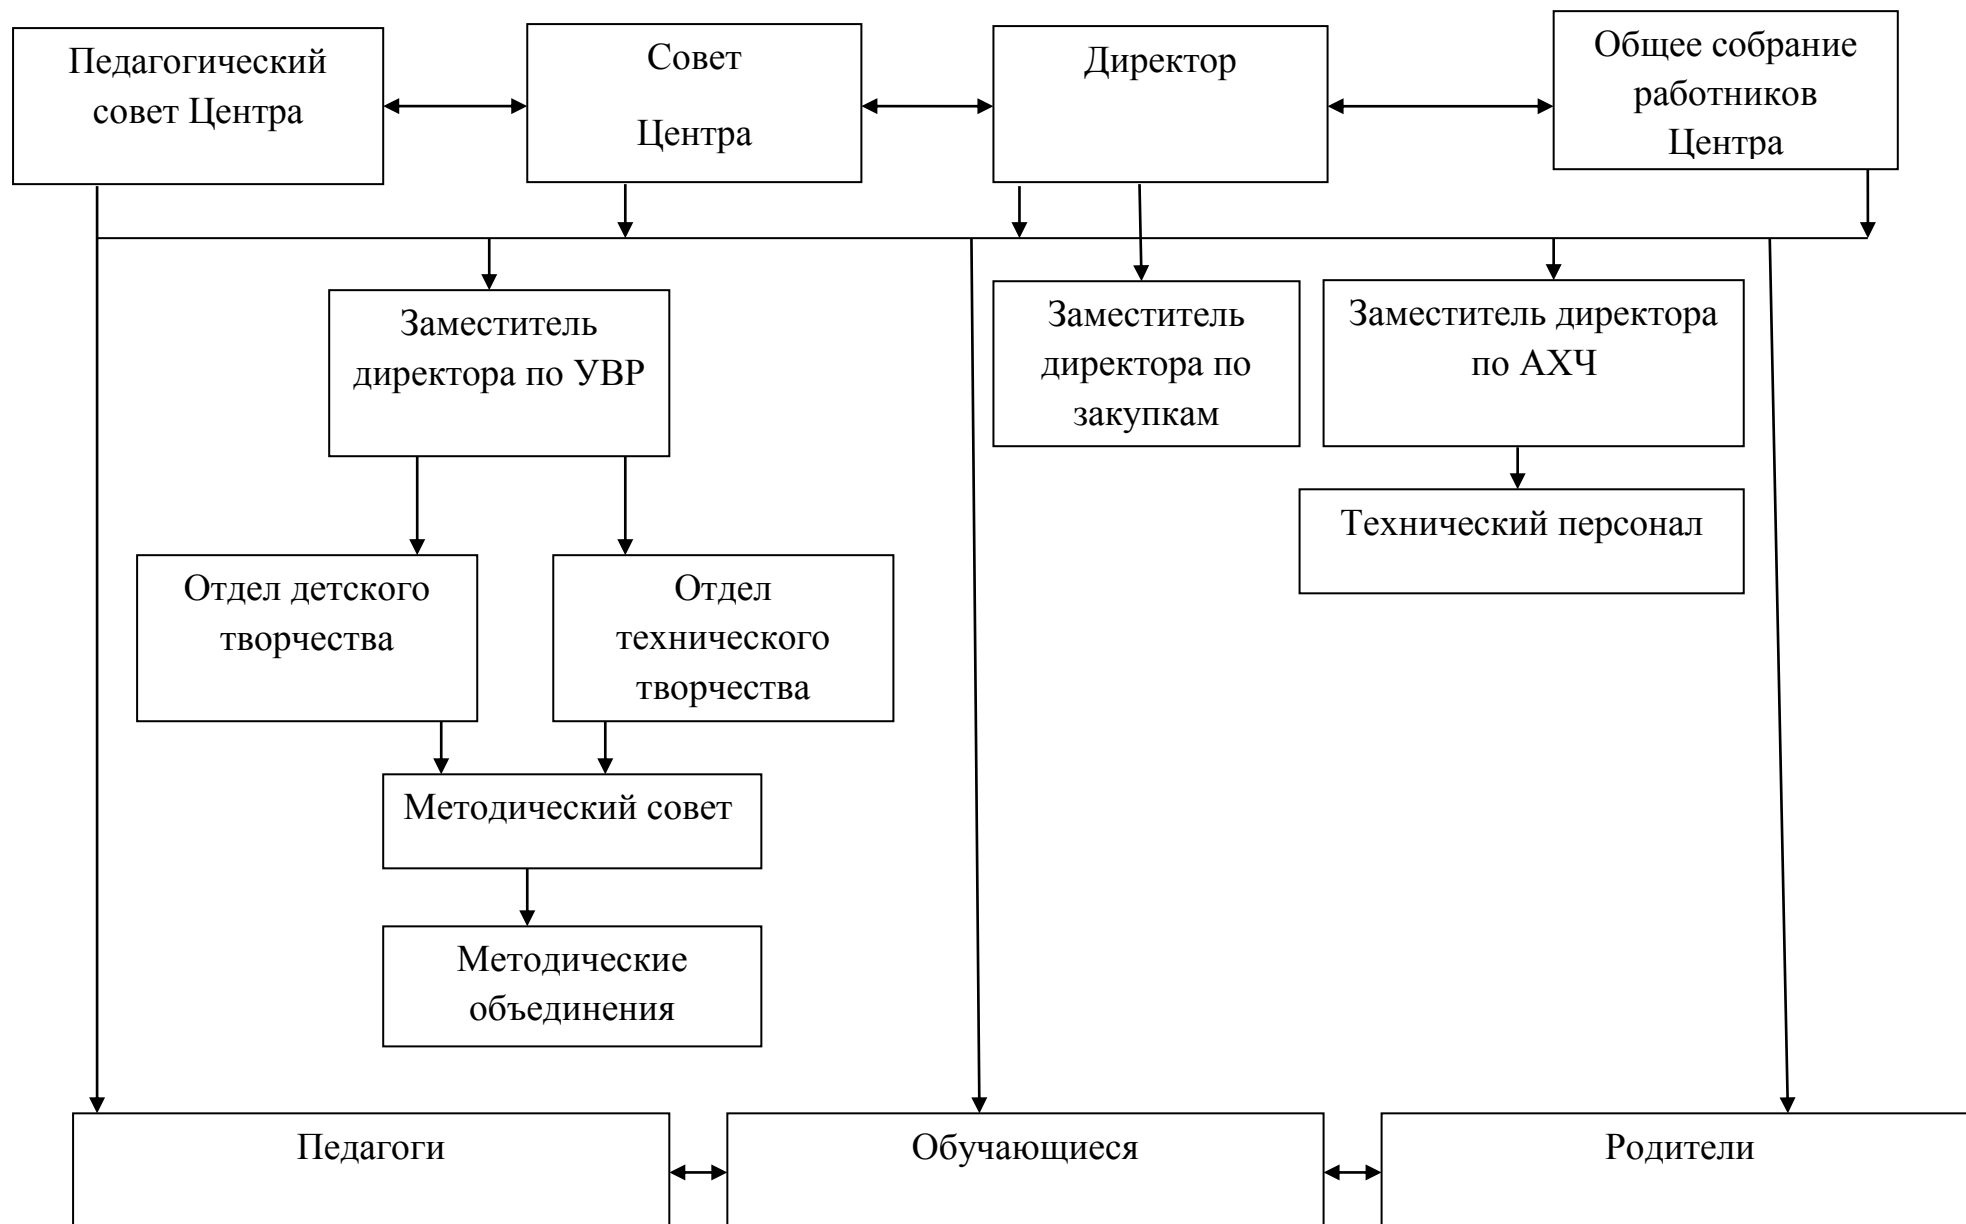 Педагогический
совет Центра
Совет
Центра
Директор
Общее собрание
работников
Центра
Заместитель
директора по УВР
Заместитель
директора по
закупкам
Заместитель директора
по АХЧ
Технический персонал
Отдел детского
творчества
Отдел
технического
творчества
Методический совет
Методические
объединения
Педагоги
Обучающиеся
Родители